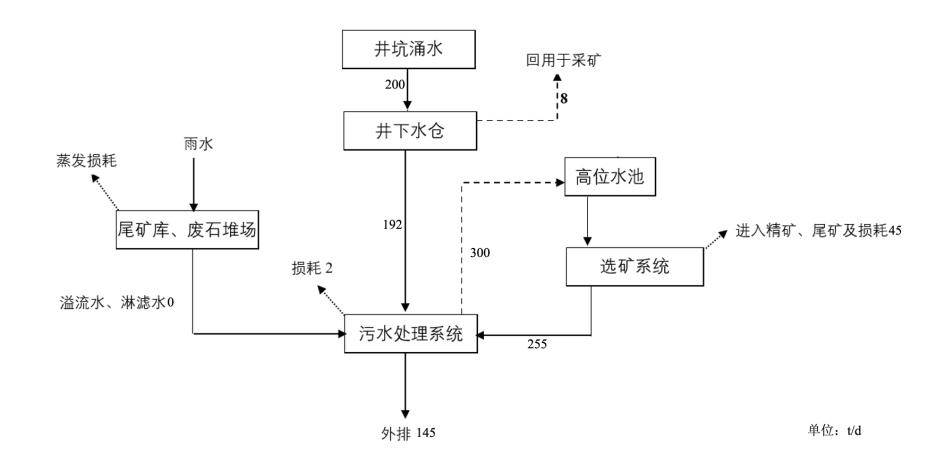 井坑涌水
200
回用于采矿
8
井下水仓
雨水
蒸发损耗
高位水池
尾矿库、废石堆场
192
300
进入精矿、尾矿及损耗45
选矿系统
损耗 2
溢流水、淋滤水0
污水处理系统
255
外排 145
单位：t/d